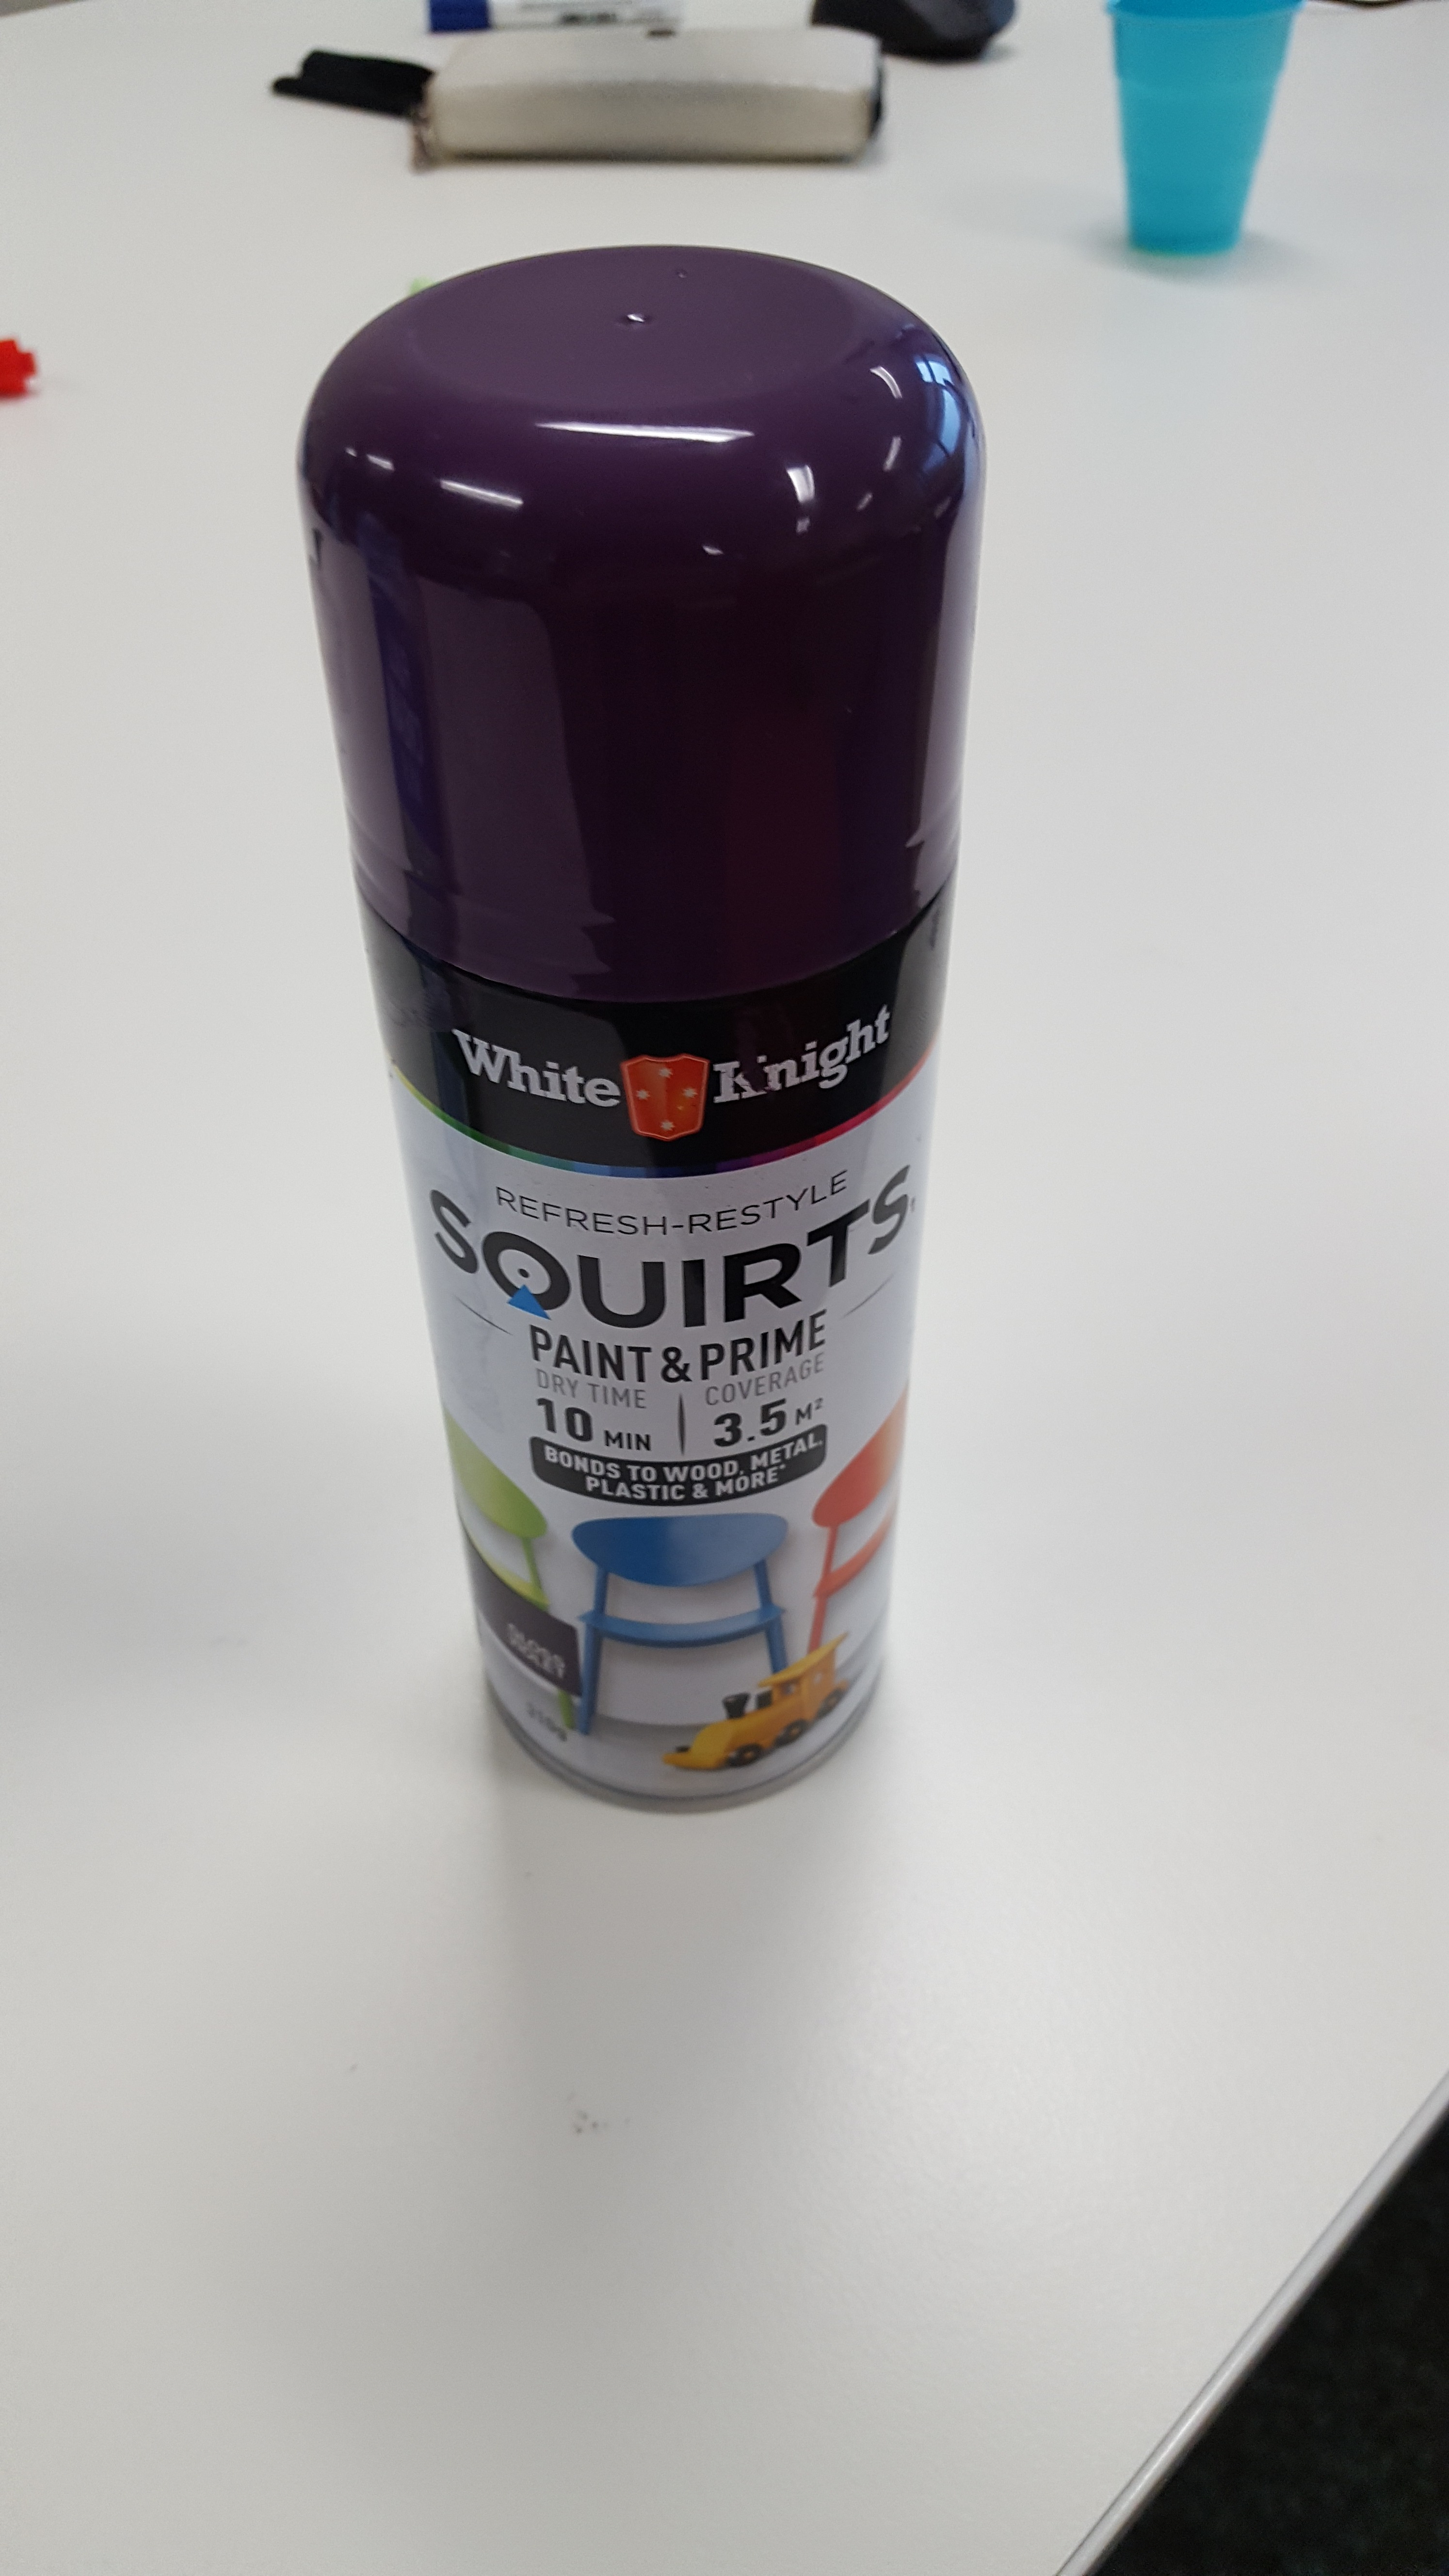 White Knight
REFRESH-RESTYLE
SQUIRTS
PAINT & PRIME
DRY TIME
10 MIN
COVERAGE
3.5 M²
BONDS TO WOOD, METAL,
PLASTIC & MORE*
310g